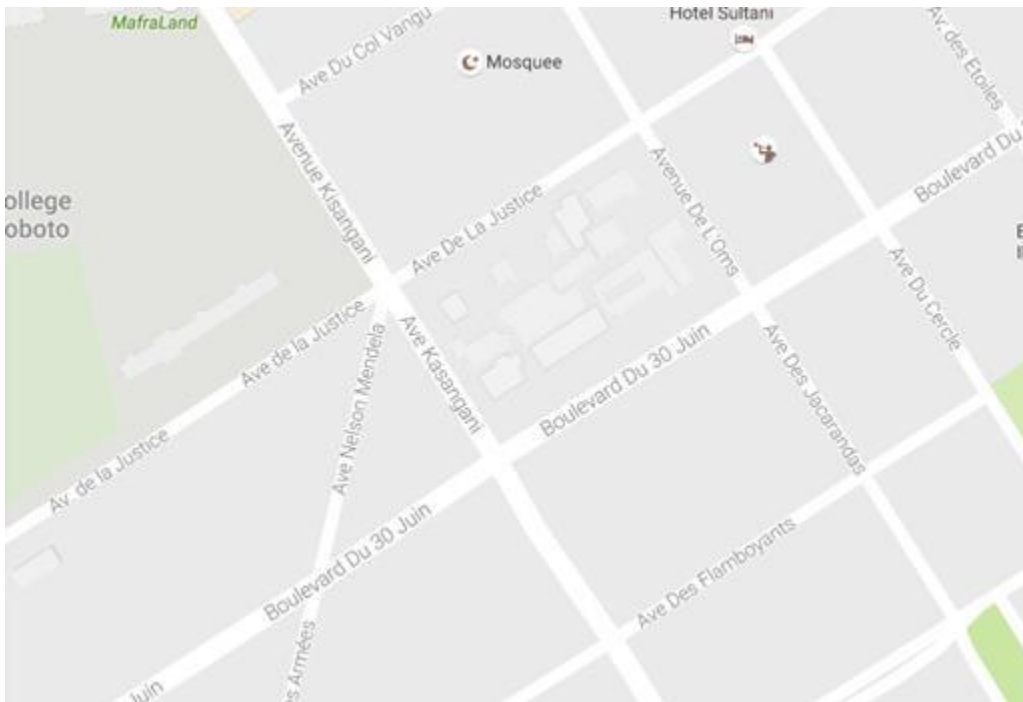 MafraLand
Hotel Sultani
Ave Du Col Vangu
Mosquee
Av. des Etoiles
Avenue Kisangani
Avenue De L'Oms
Boulevard Du
ollege
oboto
Ave De La Justice
Ave de la Justice
Ave Du Cercle
Ave Kasangani
Ave Nelson Mendela
Boulevard Du 30 Juin
Ave Des Jacarandas
Av. de la Justice
Boulevard Du 30 Juin
Ave Des Flamboyants
s Armées
Juin